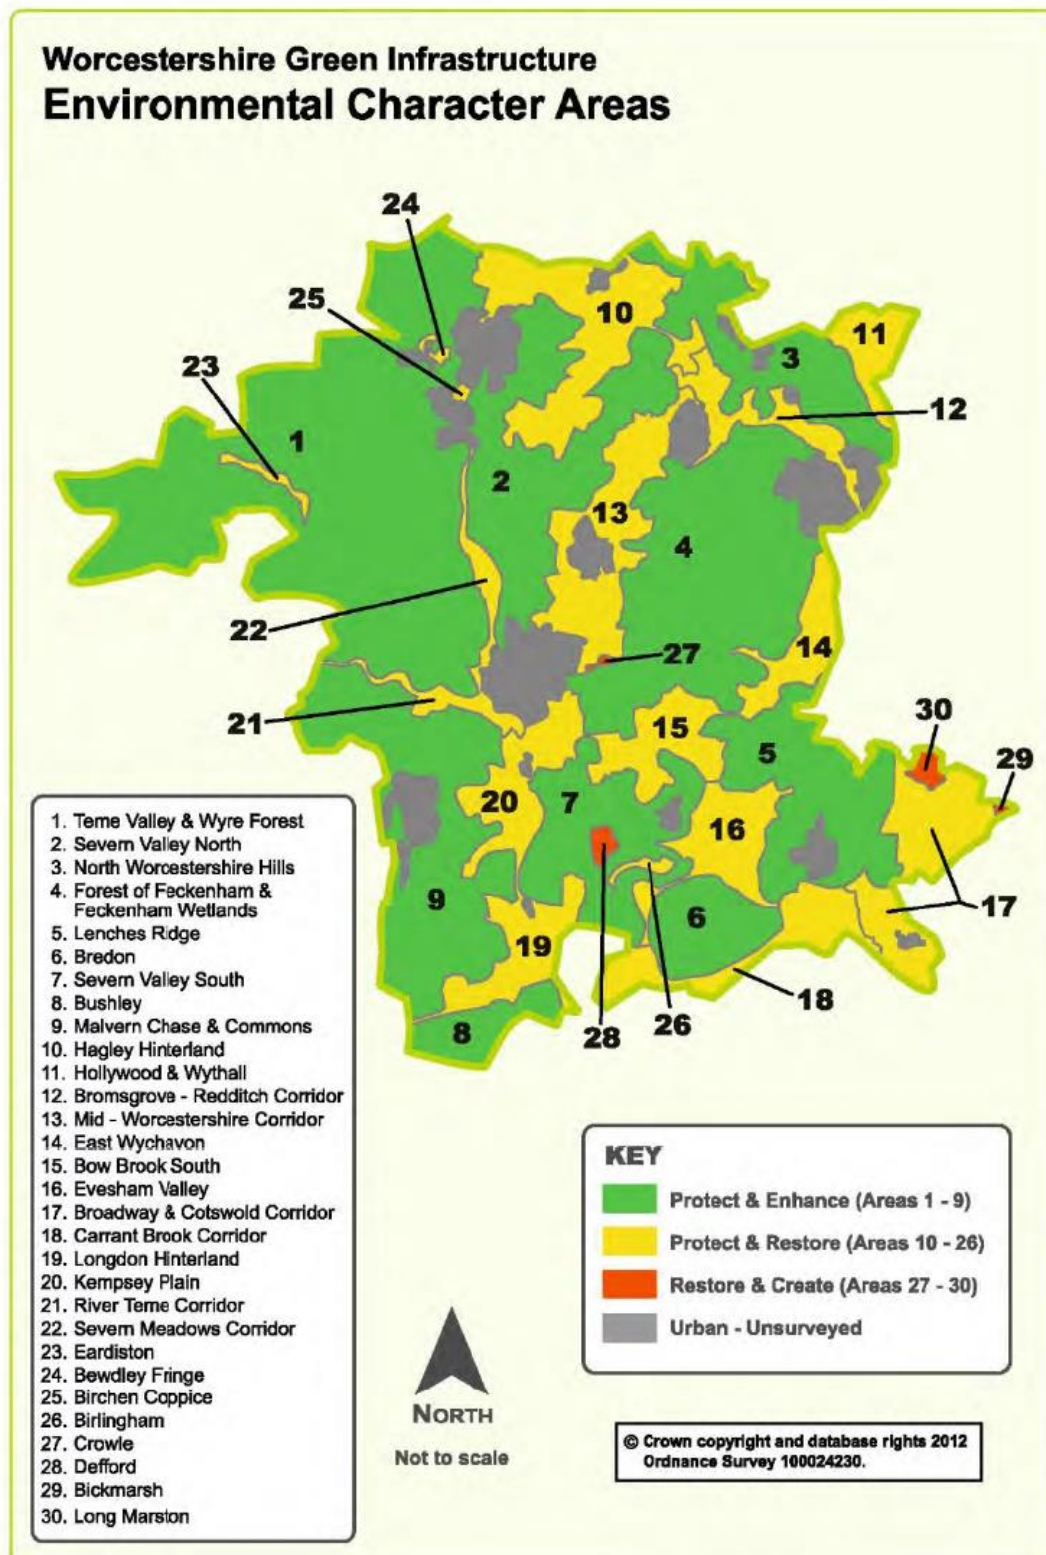 Worcestershire Green Infrastructure
Environmental Character Areas
24
25
10
11
23
3
1
12
2
13
4
22
14
27
21
15
30
5
29
20
7
16
9
17
6
19
18
26
28
8
1. Teme Valley & Wyre Forest
2. Severn Valley North
3. North Worcestershire Hills
4. Forest of Feckenham &
Feckenham Wetlands
5. Lenches Ridge
6. Bredon
7. Severn Valley South
8. Bushley
9. Malvern Chase & Commons
10. Hagley Hinterland
11. Hollywood & Wythall
12. Bromsgrove - Redditch Corridor
13. Mid - Worcestershire Corridor
14. East Wychavon
15. Bow Brook South
16. Evesham Valley
17. Broadway & Cotswold Corridor
18. Carrant Brook Corridor
19. Longdon Hinterland
20. Kempsey Plain
21. River Teme Corridor
22. Severn Meadows Corridor
23. Eardiston
24. Bewdley Fringe
25. Birchen Coppice
26. Birlingham
27. Crowle
28. Defford
29. Bickmarsh
30. Long Marston
KEY
Protect & Enhance (Areas 1 - 9)
Protect & Restore (Areas 10 - 26)
Restore & Create (Areas 27 - 30)
Urban - Unsurveyed
NORTH
Not to scale
© Crown copyright and database rights 2012
Ordnance Survey 100024230.